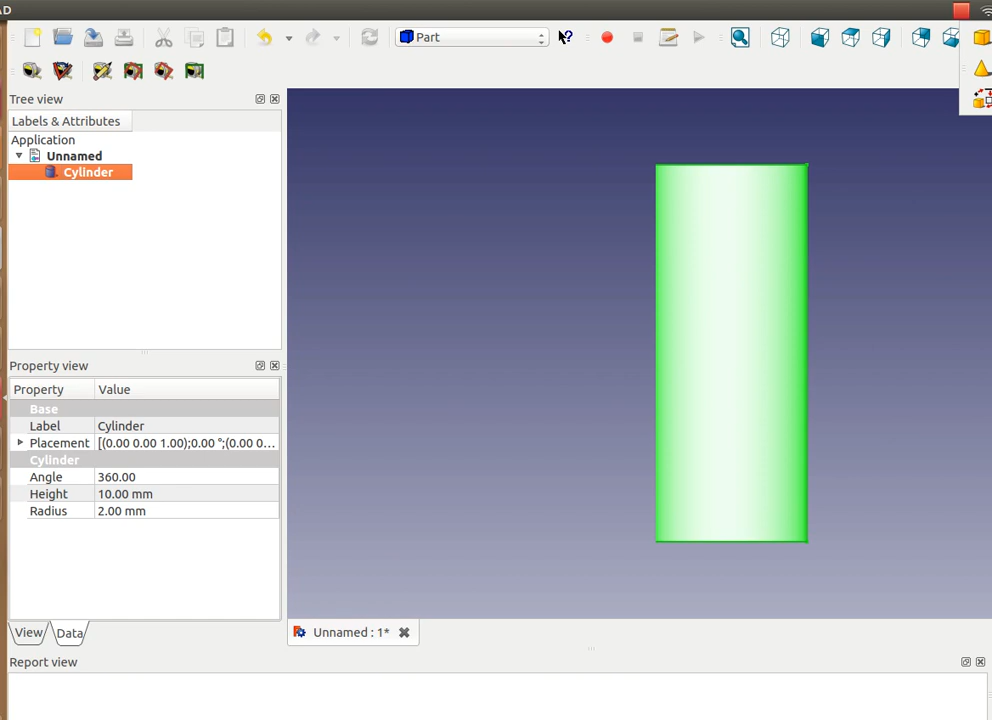 AD
Part
Tree view
Labels & Attributes
Application
Unnamed
Cylinder
Property view
Property Value
Base
Label Cylinder
Placement [(0.00 0.00 1.00);0.00 °;(0.00 0...
Cylinder
Angle 360.00
Height 10.00 mm
Radius 2.00 mm
View Data
Unnamed : 1*
Report view